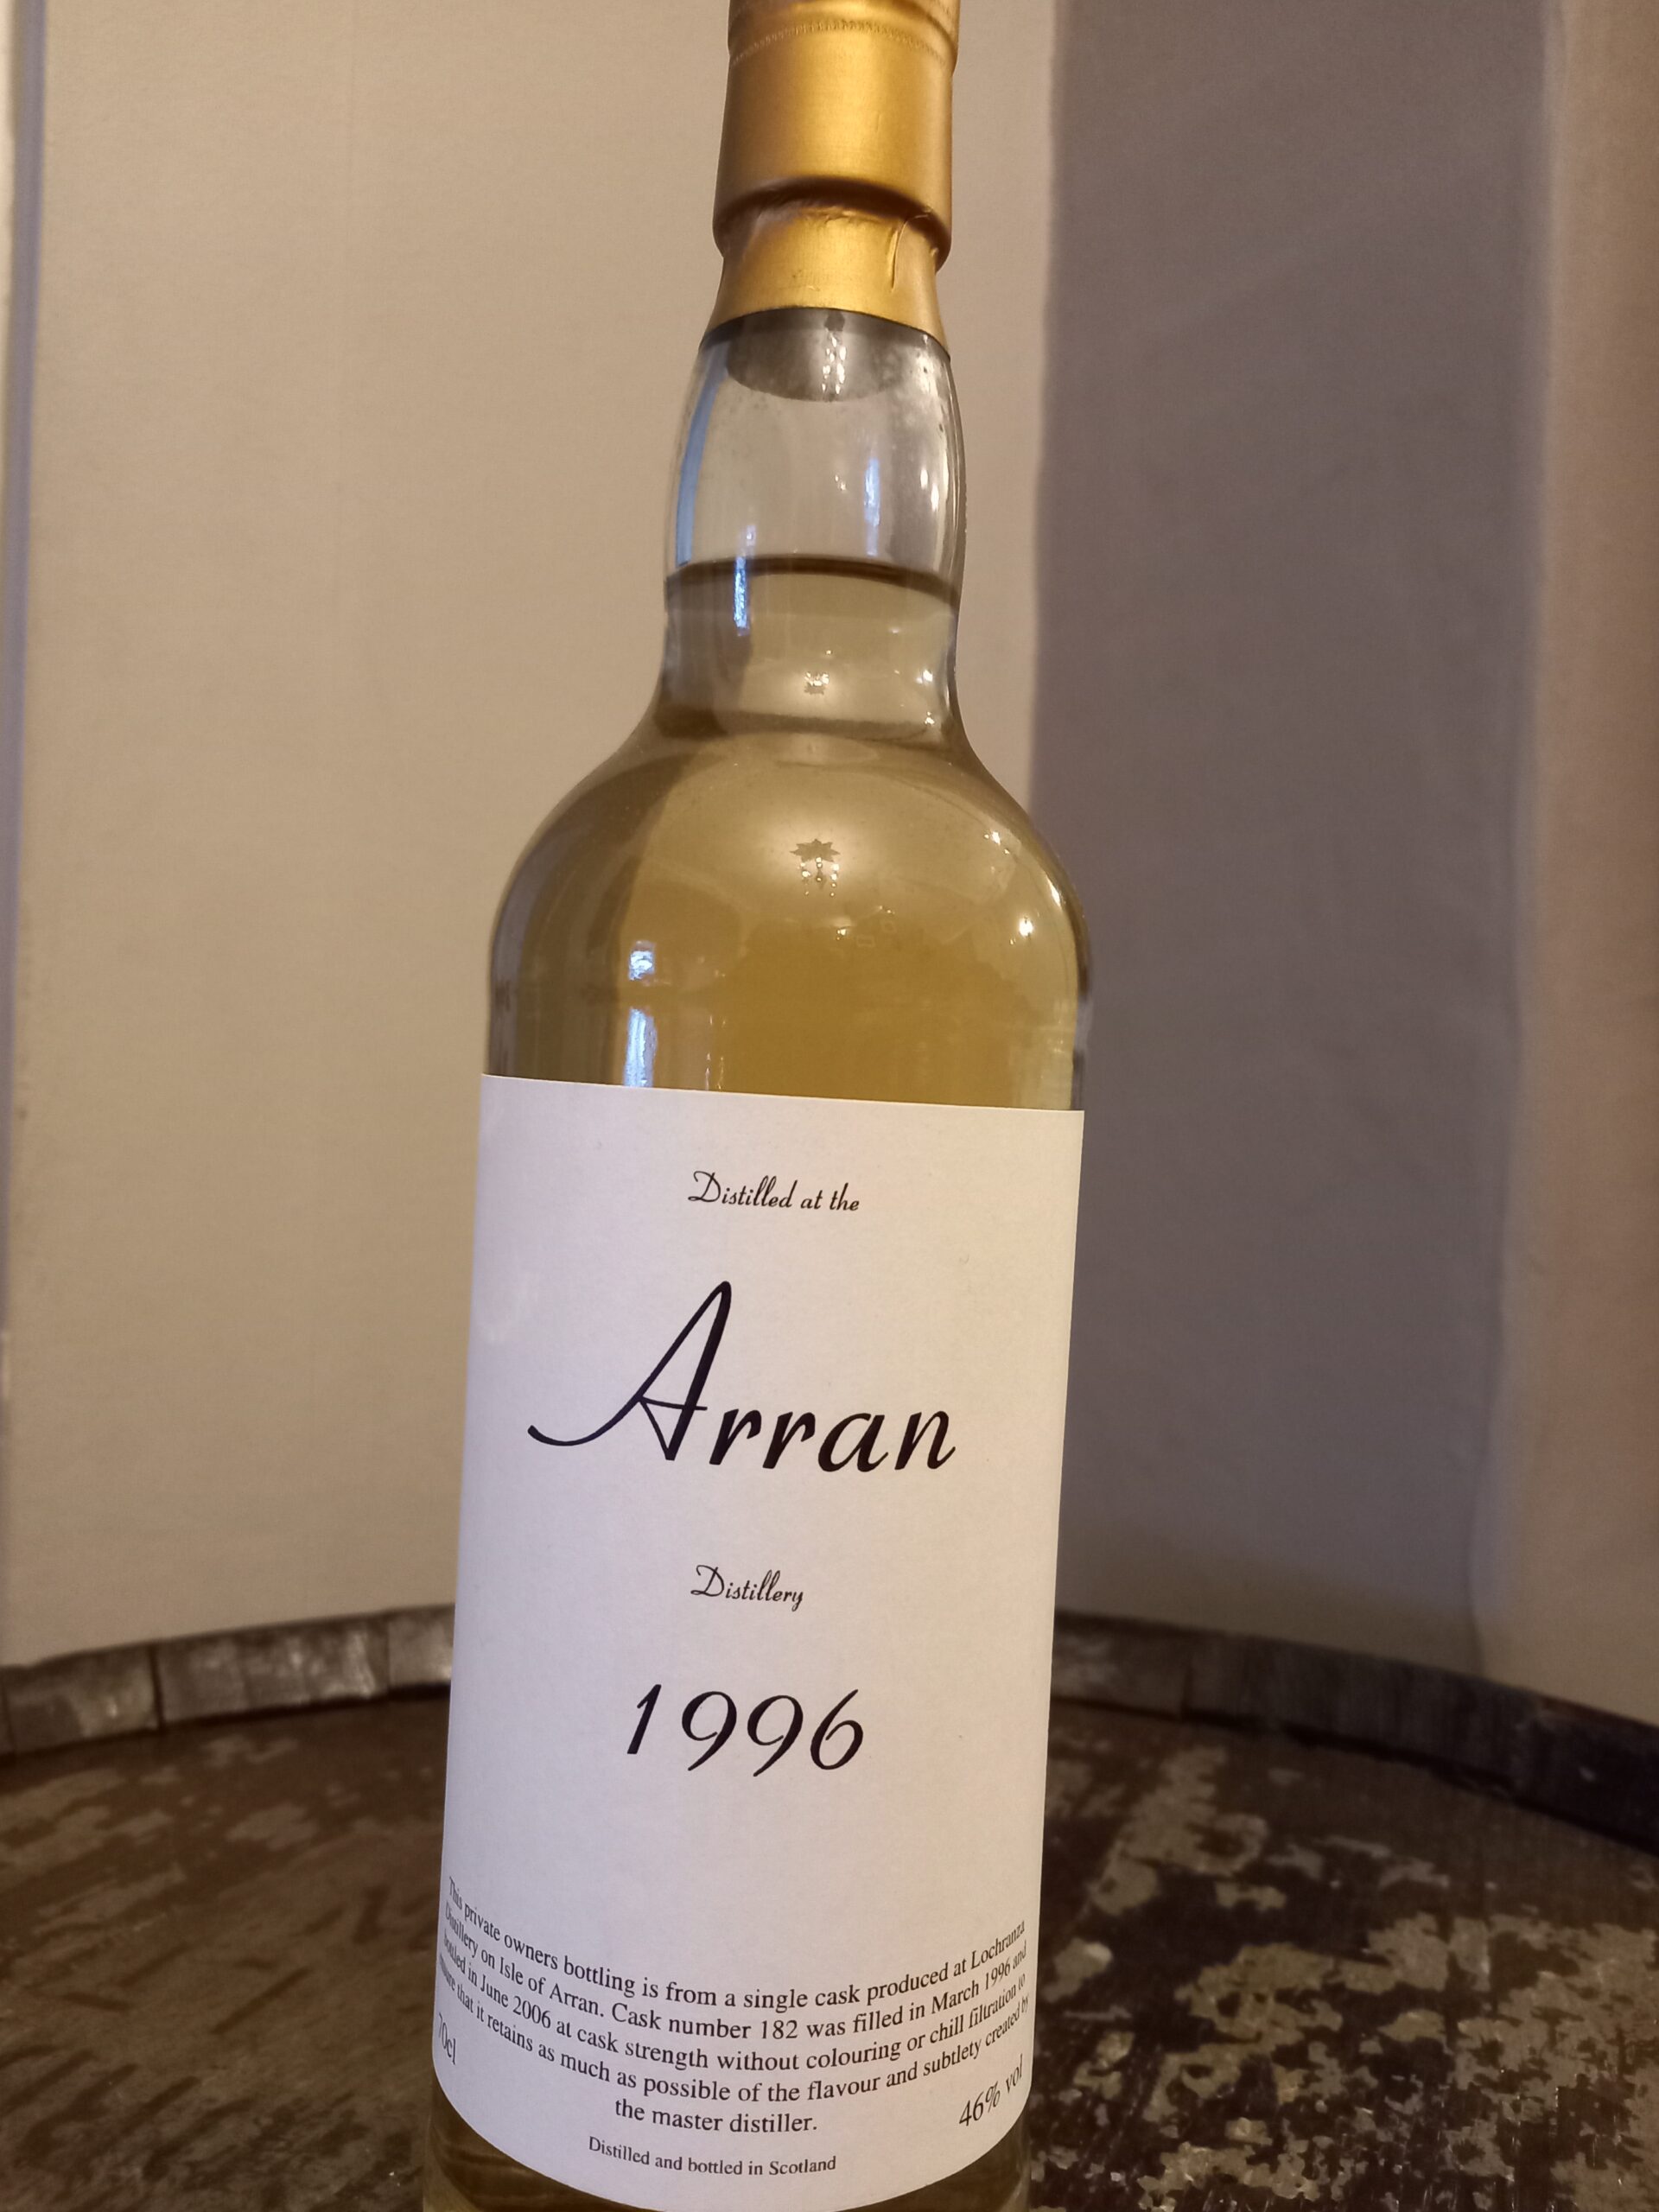 Distilled at the
Arran
Distillery
1996
This private owners bottling is from a single cask produced at Lochranza
Distillery on Isle of Arran. Cask number 182 was filled in March 1996 and
bottled in June 2006 at cask strength without colouring or chill filtration to
ensure that it retains as much as possible of the flavour and subtlety created by
the master distiller.
70cl
46% vol
Distilled and bottled in Scotland